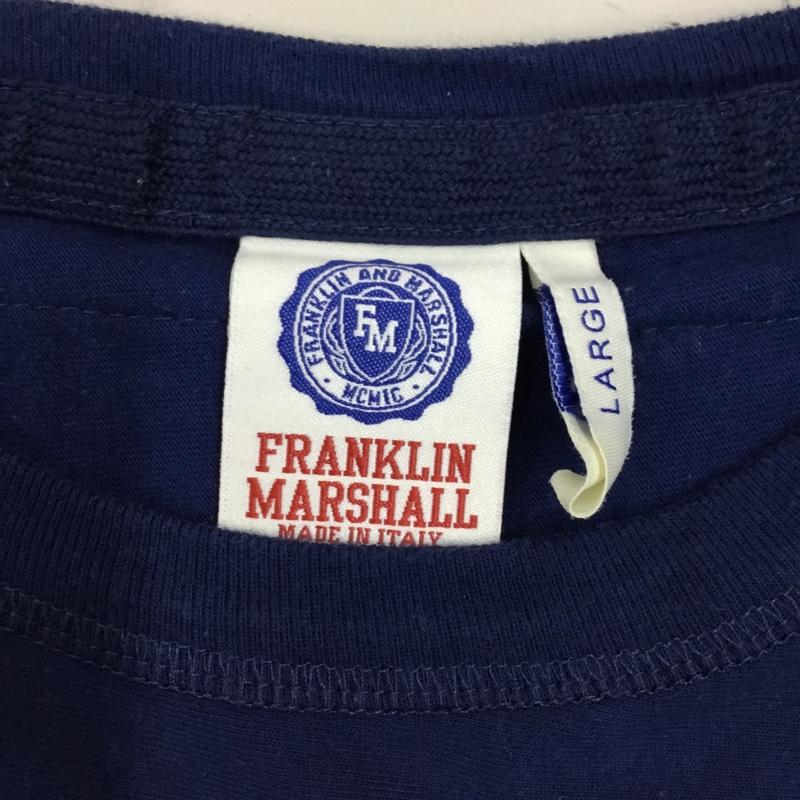 FRANKLIN AND MARSHALL
FM
· MCMIC ·
FRANKLIN
MARSHALL
MADE IN ITALY
LARGE